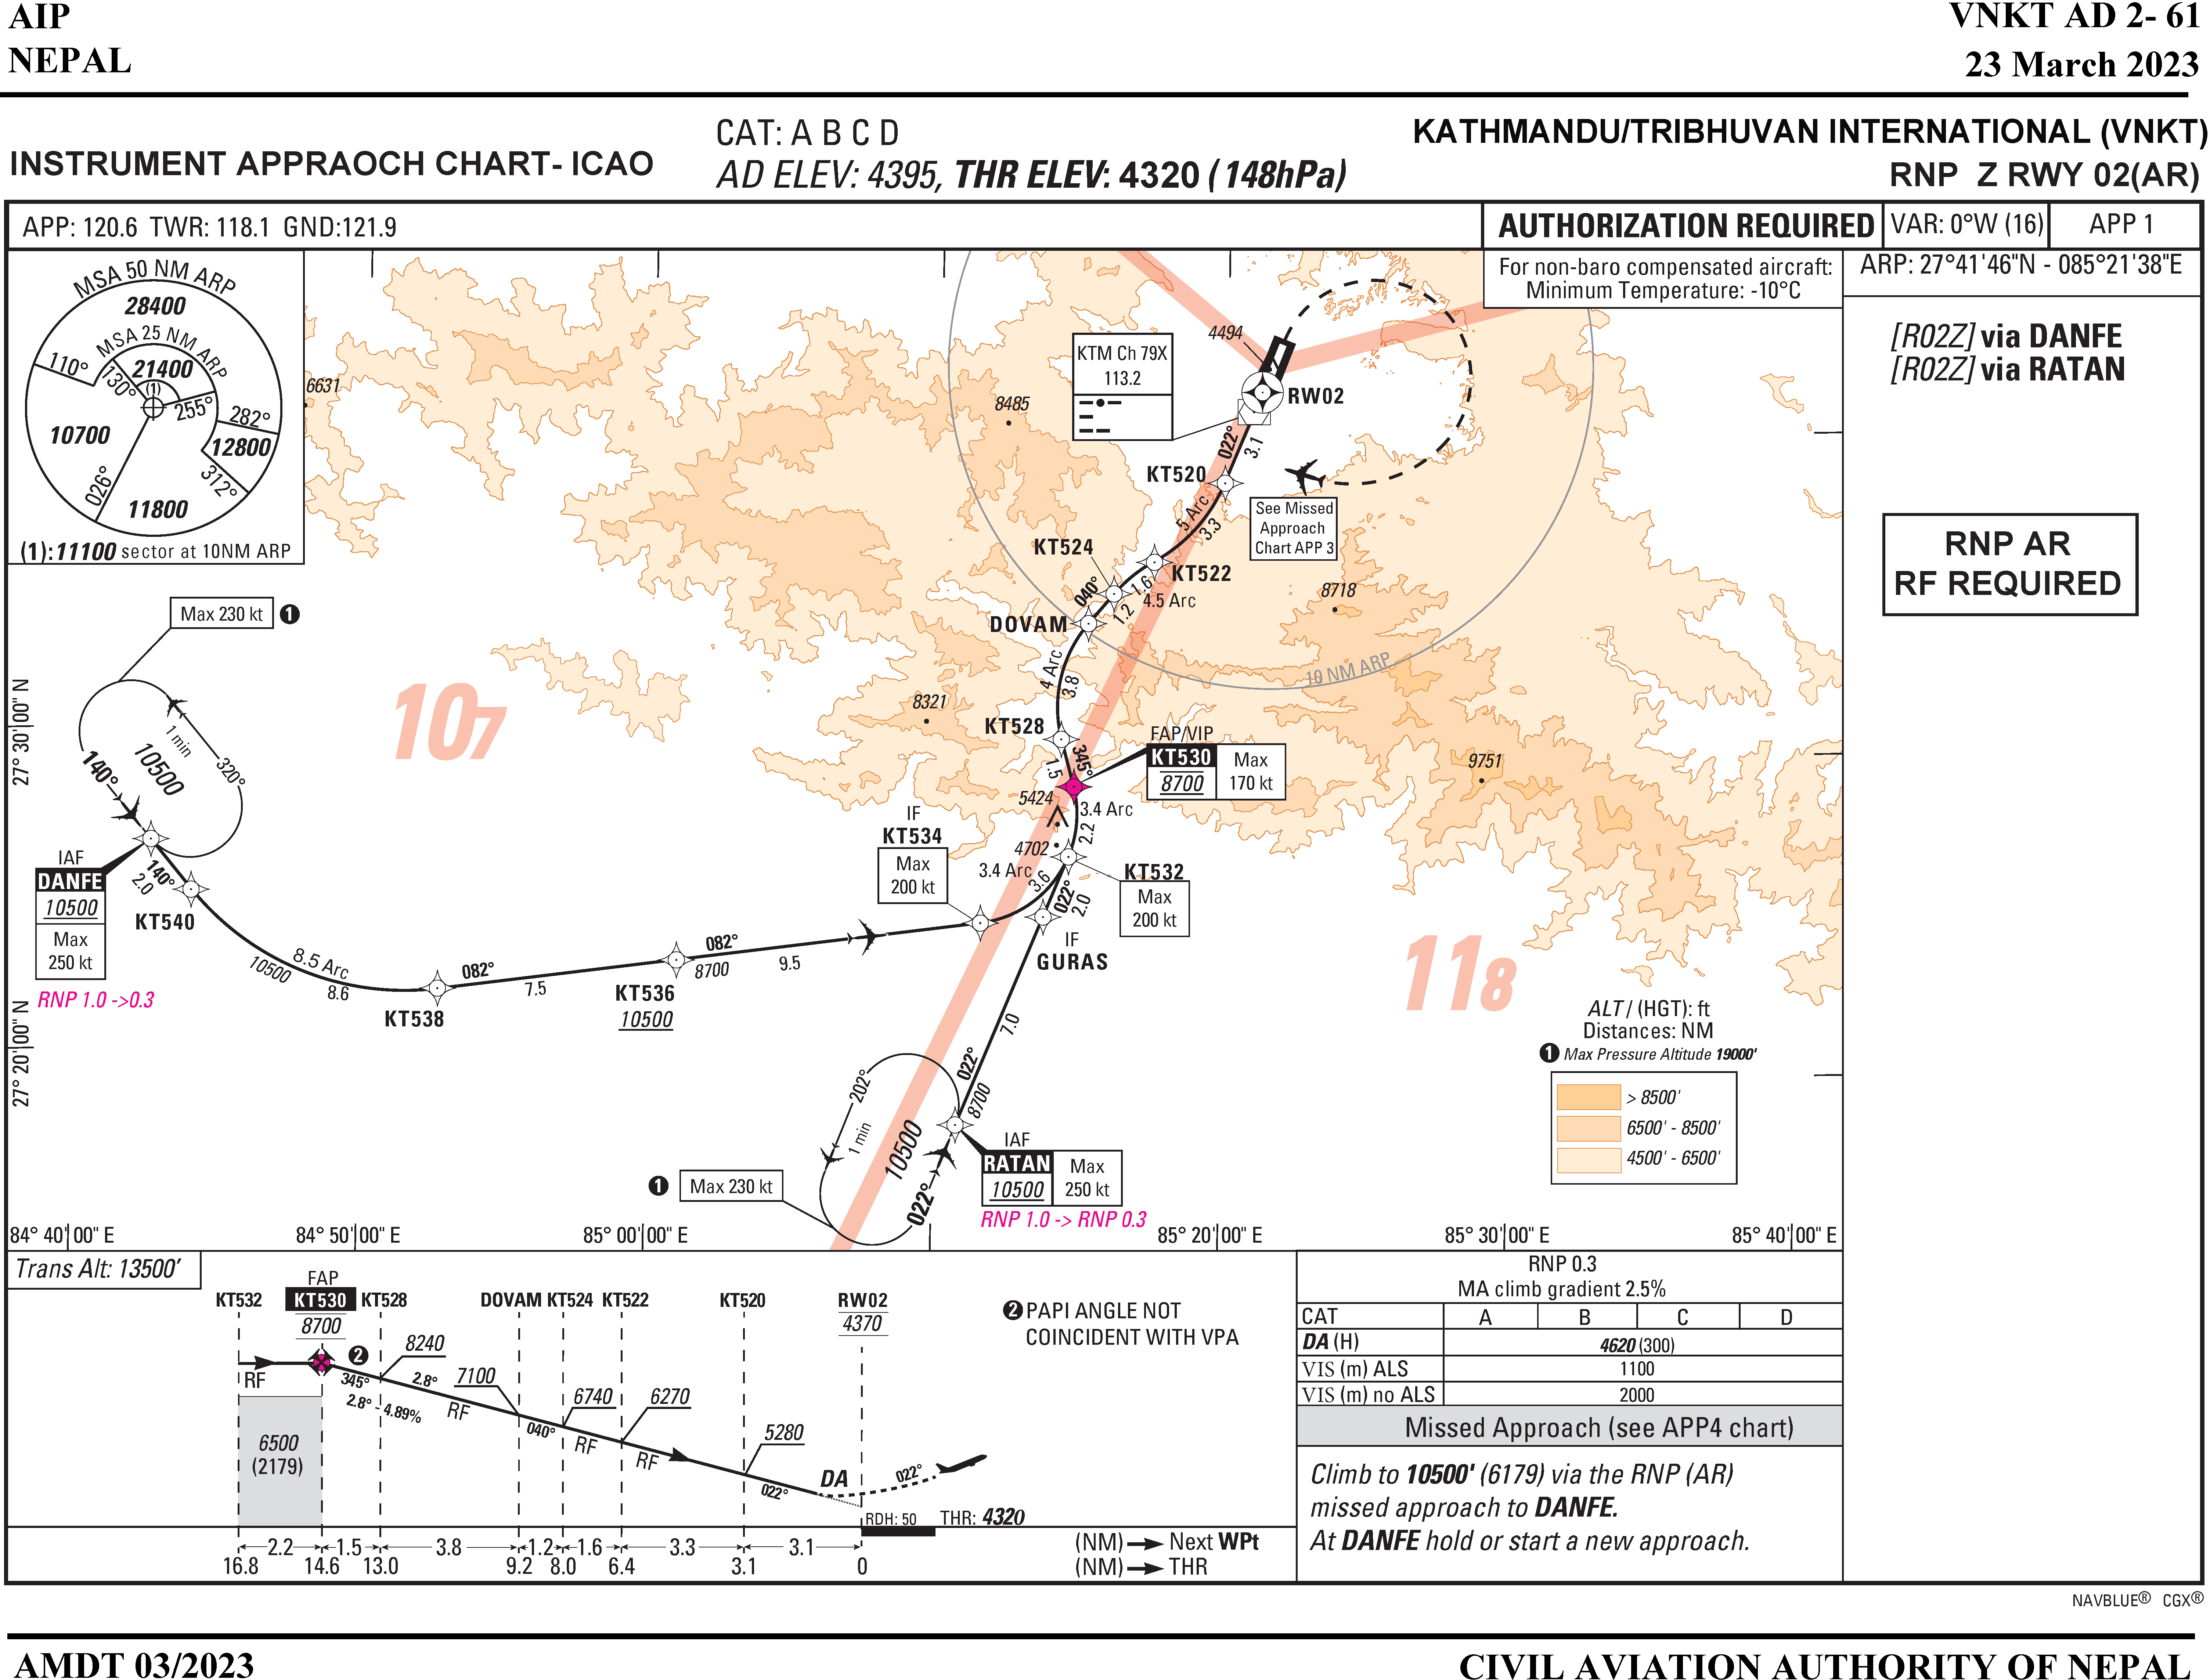 AIP
NEPAL
VNKT AD 2- 61
23 March 2023
INSTRUMENT APPRAOCH CHART- ICAO
CAT: A B C D
AD ELEV: 4395, THR ELEV: 4320 (148hPa)
KATHMANDU/TRIBHUVAN INTERNATIONAL (VNKT)
RNP Z RWY 02(AR)
APP: 120.6 TWR: 118.1 GND:121.9
AUTHORIZATION REQUIRED
VAR: 0°W (16)
APP 1
For non-baro compensated aircraft:
Minimum Temperature: -10°C
ARP: 27°41'46"N - 085°21'38"E
[R02Z] via DANFE
[R02Z] via RATAN
RNP AR
RF REQUIRED
MSA 50 NM ARP
28400
MSA 25 NM ARP
21400
110°
130°
(1)
255°
282°
10700
12800
026°
312°
11800
(1):11100 sector at 10NM ARP
6631
8485
4494
KTM Ch 79X
113.2
RW02
022°
3.1
KT520
See Missed
Approach
Chart APP 3
5 Arc
3.3
KT524
KT522
040°
1.6
4.5 Arc
1.2
8718
DOVAM
10 NM ARP
4 Arc
3.8
8321
KT528
FAP/VIP
KT530
8700
Max
170 kt
345°
1.5
9751
5424
3.4 Arc
2.2
4702
IF
KT534
Max
200 kt
3.4 Arc
3.6
KT532
Max
200 kt
022°
2.0
IF
GURAS
Max 230 kt ❶
107
118
1 min
10500
320°
140°
IAF
DANFE
10500
Max
250 kt
RNP 1.0 ->0.3
140°
2.0
KT540
8.5 Arc
10500
8.6
KT538
082°
7.5
KT536
10500
082°
8700
9.5
7.0
022°
8700
202°
1 min
10500
022°
❶ Max 230 kt
IAF
RATAN
10500
Max
250 kt
RNP 1.0 -> RNP 0.3
ALT / (HGT): ft
Distances: NM
❶ Max Pressure Altitude 19000'
> 8500'
6500' - 8500'
4500' - 6500'
27° 30'00" N
27° 20'00" N
84° 40'00" E
84° 50'00" E
85° 00'00" E
85° 20'00" E
85° 30'00" E
85° 40'00" E
Trans Alt: 13500'
FAP
KT532
KT530
KT528
DOVAM
KT524
KT522
KT520
RW02
8700
4370
❷ PAPI ANGLE NOT
COINCIDENT WITH VPA
❷
8240
7100
6740
6270
5280
RF
345°
2.8°
2.8° - 4.89%
RF
040°
RF
RF
022°
DA
022°
6500
(2179)
RDH: 50
THR: 4320
2.2
1.5
3.8
1.2
1.6
3.3
3.1
(NM) Next WPt
16.8
14.6
13.0
9.2
8.0
6.4
3.1
0
(NM) THR
RNP 0.3
MA climb gradient 2.5%
CAT A B C D
DA (H) 4620 (300)
VIS (m) ALS 1100
VIS (m) no ALS 2000
Missed Approach (see APP4 chart)
Climb to 10500' (6179) via the RNP (AR)
missed approach to DANFE.
At DANFE hold or start a new approach.
NAVBLUE® CGX®
AMDT 03/2023
CIVIL AVIATION AUTHORITY OF NEPAL